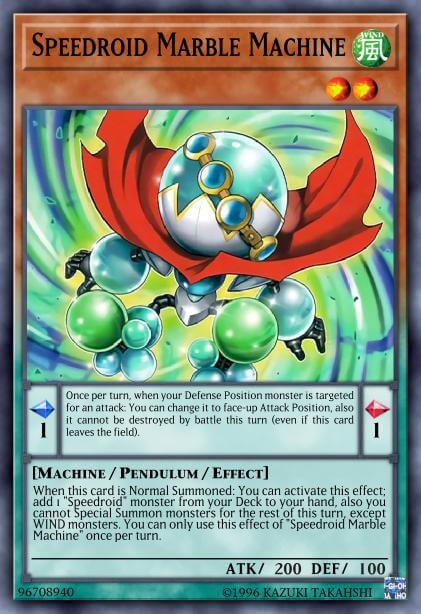 SPEEDROID MARBLE MACHINE
WIND
風
Once per turn, when your Defense Position monster is targeted
for an attack: You can change it to face-up Attack Position, also
it cannot be destroyed by battle this turn (even if this card
leaves the field).
1
1
[MACHINE / PENDULUM / EFFECT]
When this card is Normal Summoned: You can activate this effect;
add 1 "Speedroid" monster from your Deck to your hand, also you
cannot Special Summon monsters for the rest of this turn, except
WIND monsters. You can only use this effect of "Speedroid Marble
Machine" once per turn.
ATK/ 200 DEF/ 100
96708940
©1996 KAZUKI TAKAHSHI